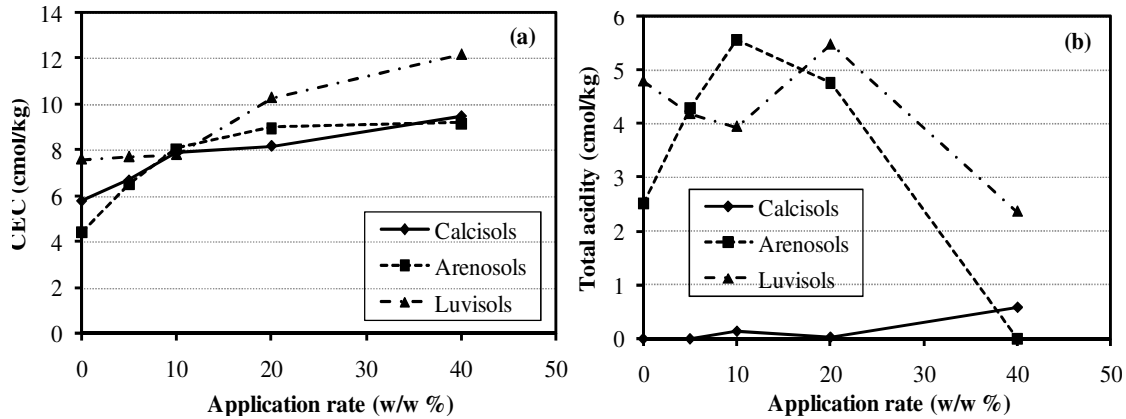 (a)
CEC (cmol/kg)
14
12
10
8
6
4
2
0
Calcisols
Arenosols
Luvisols
0 10 20 30 40 50
Application rate (w/w %)
(b)
Total acidity (cmol/kg)
6
5
4
3
2
1
0
Calcisols
Arenosols
Luvisols
0 10 20 30 40 50
Application rate (w/w %)